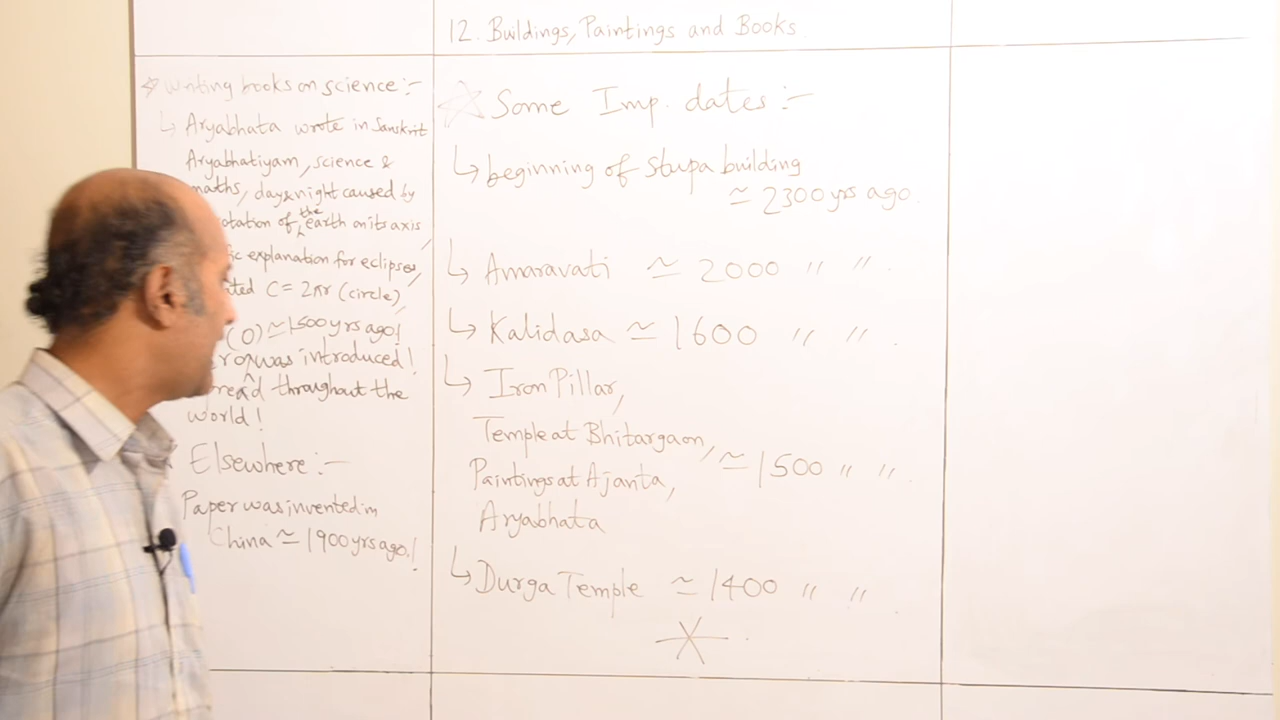 12. Buildings, Paintings and Books
Writing books on science :-
Aryabhata wrote in Sanskrit
Aryabhatiyam, science &
maths, day & night caused by
rotation of the earth on its axis
explanation for eclipses,
C = 2πr (circle)
(0) ≃ 1500 yrs ago!
was introduced!
throughout the
world!
Elsewhere :-
Paper was invented in
China ≃ 1900 yrs ago!
Some Imp. dates :-
↳ beginning of Stupa building
≃ 2300 yrs ago.
↳ Amaravati ≃ 2000 " ".
↳ Kalidasa ≃ 1600 " ".
↳ Iron Pillar,
Temple at Bhitargaon,
Paintings at Ajanta, ≃ 1500 " ".
Aryabhata
↳ Durga Temple ≃ 1400 " ".